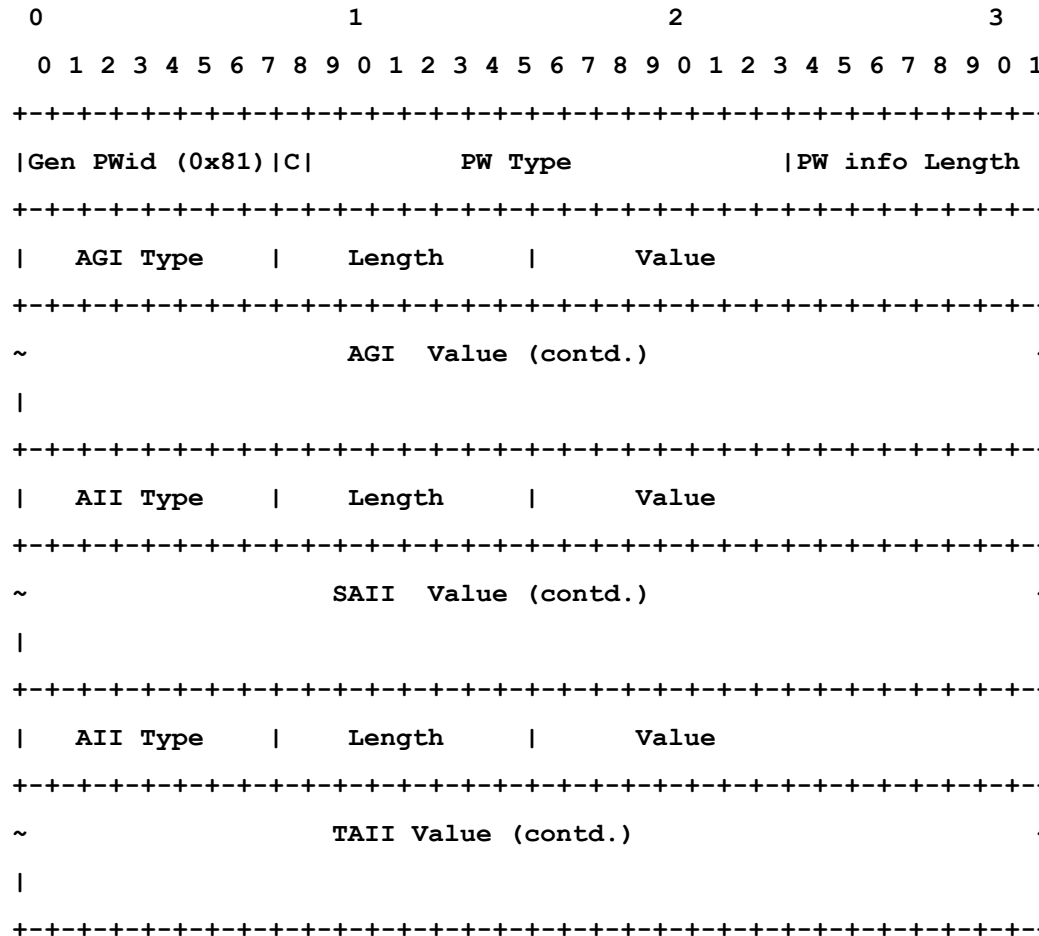 0                   1                   2                   3
 0 1 2 3 4 5 6 7 8 9 0 1 2 3 4 5 6 7 8 9 0 1 2 3 4 5 6 7 8 9 0 1
+-+-+-+-+-+-+-+-+-+-+-+-+-+-+-+-+-+-+-+-+-+-+-+-+-+-+-+-+-+-+-+-
|Gen PWid (0x81)|C|         PW Type             |PW info Length
+-+-+-+-+-+-+-+-+-+-+-+-+-+-+-+-+-+-+-+-+-+-+-+-+-+-+-+-+-+-+-+-
|   AGI Type    |    Length     |      Value
+-+-+-+-+-+-+-+-+-+-+-+-+-+-+-+-+-+-+-+-+-+-+-+-+-+-+-+-+-+-+-+-
~                    AGI  Value (contd.)                        ~
|
+-+-+-+-+-+-+-+-+-+-+-+-+-+-+-+-+-+-+-+-+-+-+-+-+-+-+-+-+-+-+-+-
|   AII Type    |    Length     |      Value
+-+-+-+-+-+-+-+-+-+-+-+-+-+-+-+-+-+-+-+-+-+-+-+-+-+-+-+-+-+-+-+-
~                   SAII  Value (contd.)                        ~
|
+-+-+-+-+-+-+-+-+-+-+-+-+-+-+-+-+-+-+-+-+-+-+-+-+-+-+-+-+-+-+-+-
|   AII Type    |    Length     |      Value
+-+-+-+-+-+-+-+-+-+-+-+-+-+-+-+-+-+-+-+-+-+-+-+-+-+-+-+-+-+-+-+-
~                   TAII Value (contd.)                         ~
|
+-+-+-+-+-+-+-+-+-+-+-+-+-+-+-+-+-+-+-+-+-+-+-+-+-+-+-+-+-+-+-+-